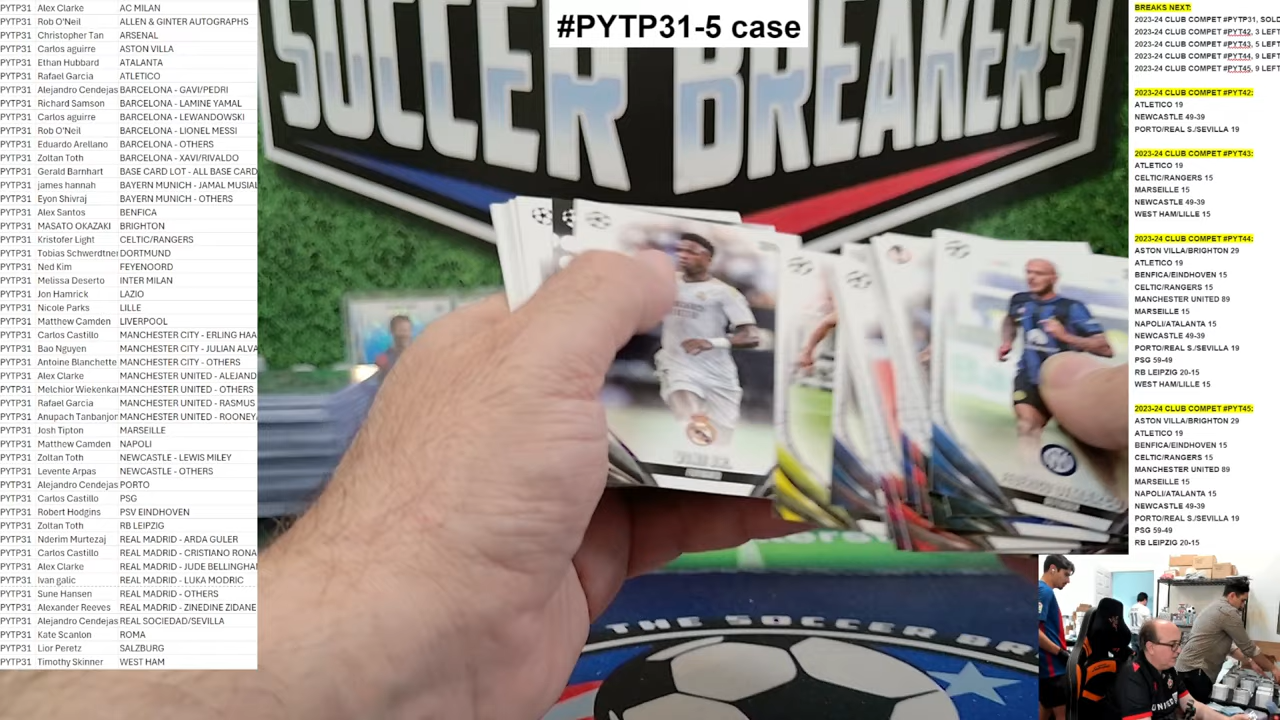 #PYTP31-5 case
SOCCER BREAKERS
PYTP31 Alex Clarke AC MILAN
PYTP31 Rob O'Neil ALLEN & GINTER AUTOGRAPHS
PYTP31 Christopher Tan ARSENAL
PYTP31 Carlos aguirre ASTON VILLA
PYTP31 Ethan Hubbard ATALANTA
PYTP31 Rafael Garcia ATLETICO
PYTP31 Alejandro Cendejas BARCELONA - GAVI/PEDRI
PYTP31 Richard Samson BARCELONA - LAMINE YAMAL
PYTP31 Carlos aguirre BARCELONA - LEWANDOWSKI
PYTP31 Rob O'Neil BARCELONA - LIONEL MESSI
PYTP31 Eduardo Arellano BARCELONA - OTHERS
PYTP31 Zoltan Toth BARCELONA - XAVI/RIVALDO
PYTP31 Gerald Barnhart BASE CARD LOT - ALL BASE CARD
PYTP31 james hannah BAYERN MUNICH - JAMAL MUSIAL
PYTP31 Eyon Shivraj BAYERN MUNICH - OTHERS
PYTP31 Alex Santos BENFICA
PYTP31 MASATO OKAZAKI BRIGHTON
PYTP31 Kristofer Light CELTIC/RANGERS
PYTP31 Tobias Schwerdtner DORTMUND
PYTP31 Ned Kim FEYENOORD
PYTP31 Melissa Deserto INTER MILAN
PYTP31 Jon Hamrick LAZIO
PYTP31 Nicole Parks LILLE
PYTP31 Matthew Camden LIVERPOOL
PYTP31 Carlos Castillo MANCHESTER CITY - ERLING HAA
PYTP31 Bao Nguyen MANCHESTER CITY - JULIAN ALVA
PYTP31 Antoine Blanchette MANCHESTER CITY - OTHERS
PYTP31 Alex Clarke MANCHESTER UNITED - ALEJAND
PYTP31 Melchior Wiekenkar MANCHESTER UNITED - OTHERS
PYTP31 Rafael Garcia MANCHESTER UNITED - RASMUS
PYTP31 Anupach Tanbanjor MANCHESTER UNITED - ROONEY
PYTP31 Josh Tipton MARSEILLE
PYTP31 Matthew Camden NAPOLI
PYTP31 Zoltan Toth NEWCASTLE - LEWIS MILEY
PYTP31 Levente Arpas NEWCASTLE - OTHERS
PYTP31 Alejandro Cendejas PORTO
PYTP31 Carlos Castillo PSG
PYTP31 Robert Hodgins PSV EINDHOVEN
PYTP31 Zoltan Toth RB LEIPZIG
PYTP31 Nderim Murtezaj REAL MADRID - ARDA GULER
PYTP31 Carlos Castillo REAL MADRID - CRISTIANO RONA
PYTP31 Alex Clarke REAL MADRID - JUDE BELLINGHA
PYTP31 Ivan galic REAL MADRID - LUKA MODRIC
PYTP31 Sune Hansen REAL MADRID - OTHERS
PYTP31 Alexander Reeves REAL MADRID - ZINEDINE ZIDANE
PYTP31 Alejandro Cendejas REAL SOCIEDAD/SEVILLA
PYTP31 Kate Scanlon ROMA
PYTP31 Lior Peretz SALZBURG
PYTP31 Timothy Skinner WEST HAM
THE SOCCER BR
BREAKS NEXT:
2023-24 CLUB COMPET #PYTP31, SOLD
2023-24 CLUB COMPET #PYT42, 3 LEFT
2023-24 CLUB COMPET #PYT43, 5 LEFT
2023-24 CLUB COMPET #PYT44, 9 LEFT
2023-24 CLUB COMPET #PYT45, 9 LEFT
2023-24 CLUB COMPET #PYT42:
ATLETICO 19
NEWCASTLE 49-39
PORTO/REAL S./SEVILLA 19
2023-24 CLUB COMPET #PYT43:
ATLETICO 19
CELTIC/RANGERS 15
MARSEILLE 15
NEWCASTLE 49-39
WEST HAM/LILLE 15
2023-24 CLUB COMPET #PYT44:
ASTON VILLA/BRIGHTON 29
ATLETICO 19
BENFICA/EINDHOVEN 15
CELTIC/RANGERS 15
MANCHESTER UNITED 89
MARSEILLE 15
NAPOLI/ATALANTA 15
NEWCASTLE 49-39
PORTO/REAL S./SEVILLA 19
PSG 59-49
RB LEIPZIG 20-15
WEST HAM/LILLE 15
2023-24 CLUB COMPET #PYT45:
ASTON VILLA/BRIGHTON 29
ATLETICO 19
BENFICA/EINDHOVEN 15
CELTIC/RANGERS 15
MANCHESTER UNITED 89
MARSEILLE 15
NAPOLI/ATALANTA 15
NEWCASTLE 49-39
PORTO/REAL S./SEVILLA 19
PSG 59-49
RB LEIPZIG 20-15